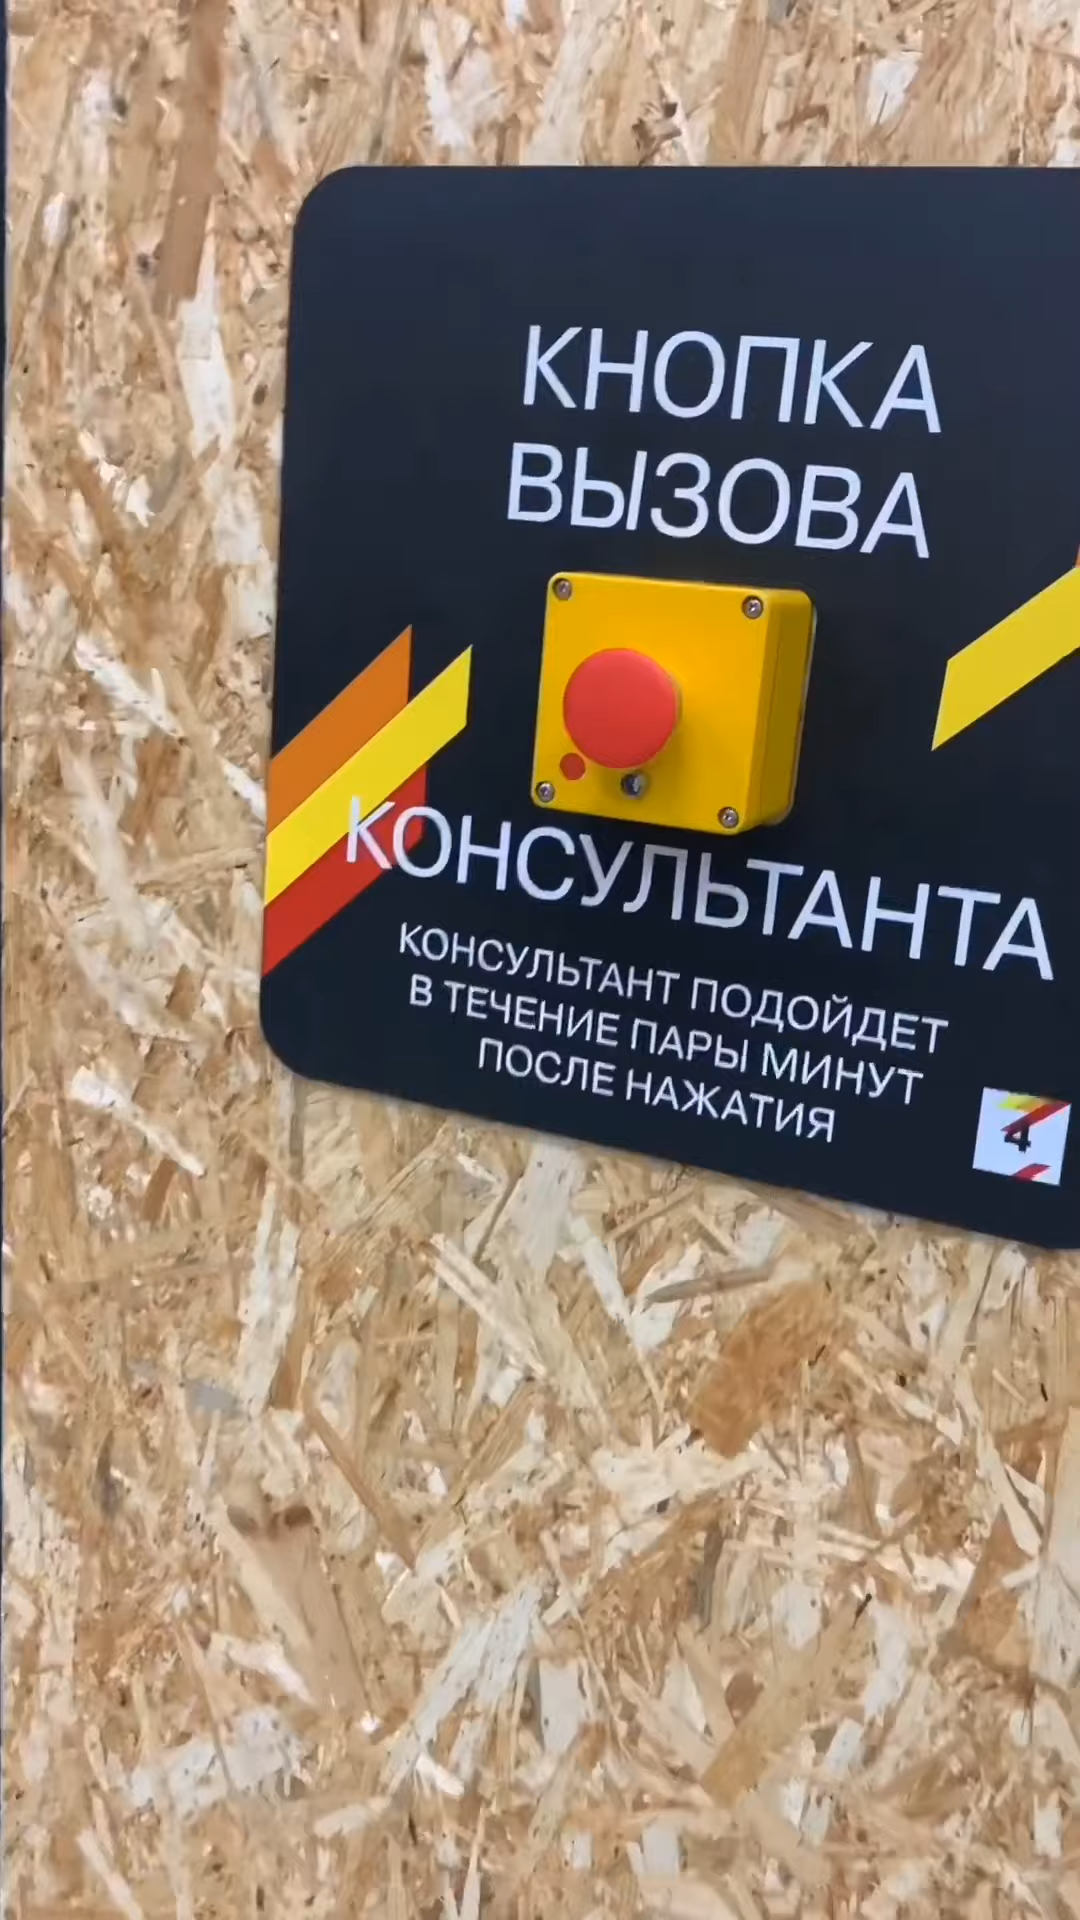 КНОПКА
ВЫЗОВА
КОНСУЛЬТАНТА
КОНСУЛЬТАНТ ПОДОЙДЕТ
В ТЕЧЕНИЕ ПАРЫ МИНУТ
ПОСЛЕ НАЖАТИЯ
4